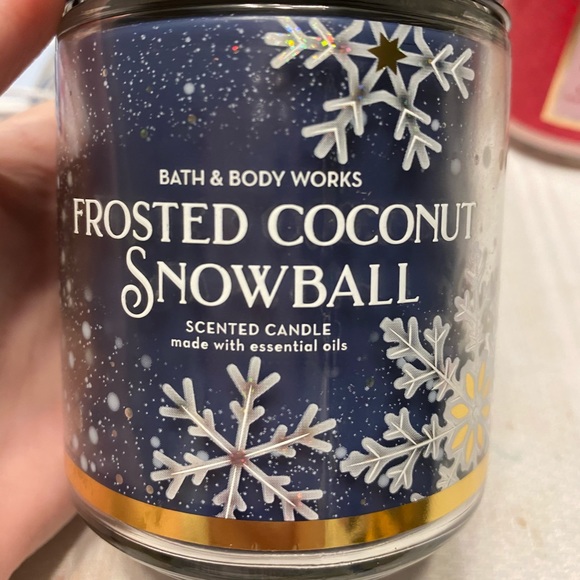 BATH & BODY WORKS
FROSTED COCONUT
SNOWBALL
SCENTED CANDLE
made with essential oils